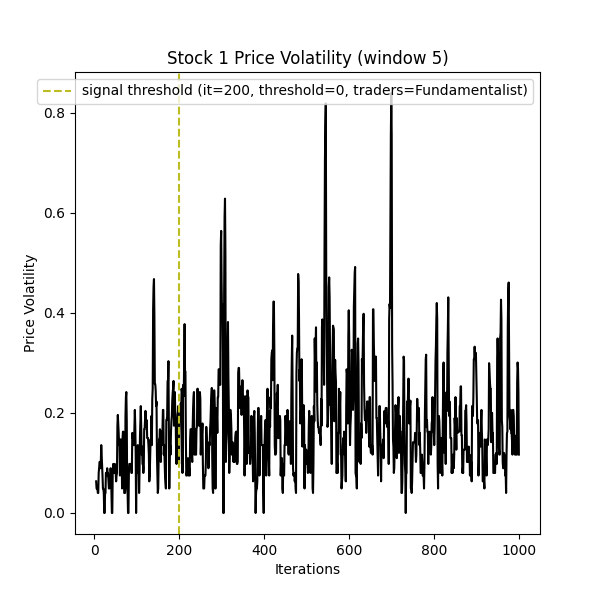 Stock 1 Price Volatility (window 5)
signal threshold (it=200, threshold=0, traders=Fundamentalist)
0.8
0.6
0.4
0.2
0.0
Price Volatility
0 200 400 600 800 1000
Iterations